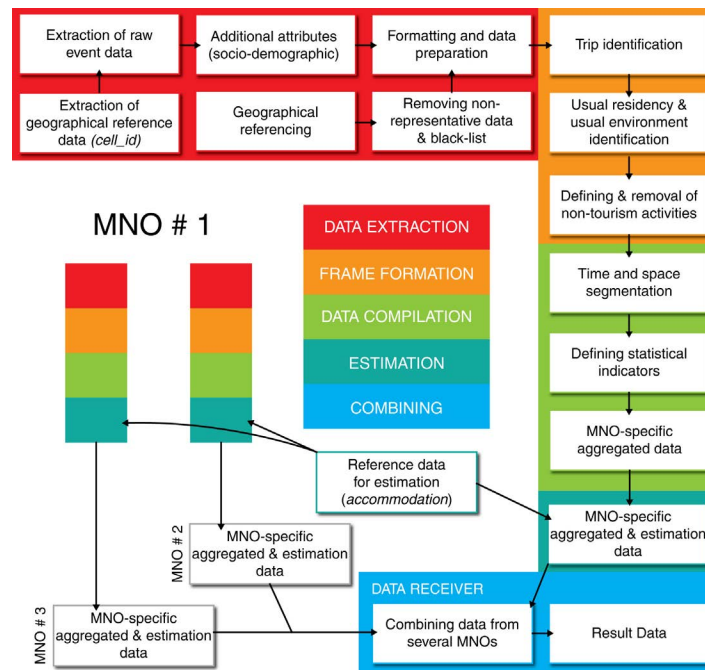 Extraction of raw
event data
Additional attributes
(socio-demographic)
Formatting and data
preparation
Trip identification
Extraction of
geographical reference
data (cell_id)
Geographical
referencing
Removing non-
representative data
& black-list
Usual residency &
usual environment
identification
Defining & removal of
non-tourism activities
MNO # 1
DATA EXTRACTION
FRAME FORMATION
DATA COMPILATION
ESTIMATION
COMBINING
Time and space
segmentation
Defining statistical
indicators
MNO-specific
aggregated data
Reference data
for estimation
(accommodation)
MNO-specific
aggregated & estimation
data
MNO # 2
MNO-specific
aggregated & estimation
data
MNO # 3
MNO-specific
aggregated & estimation
data
DATA RECEIVER
Combining data from
several MNOs
Result Data